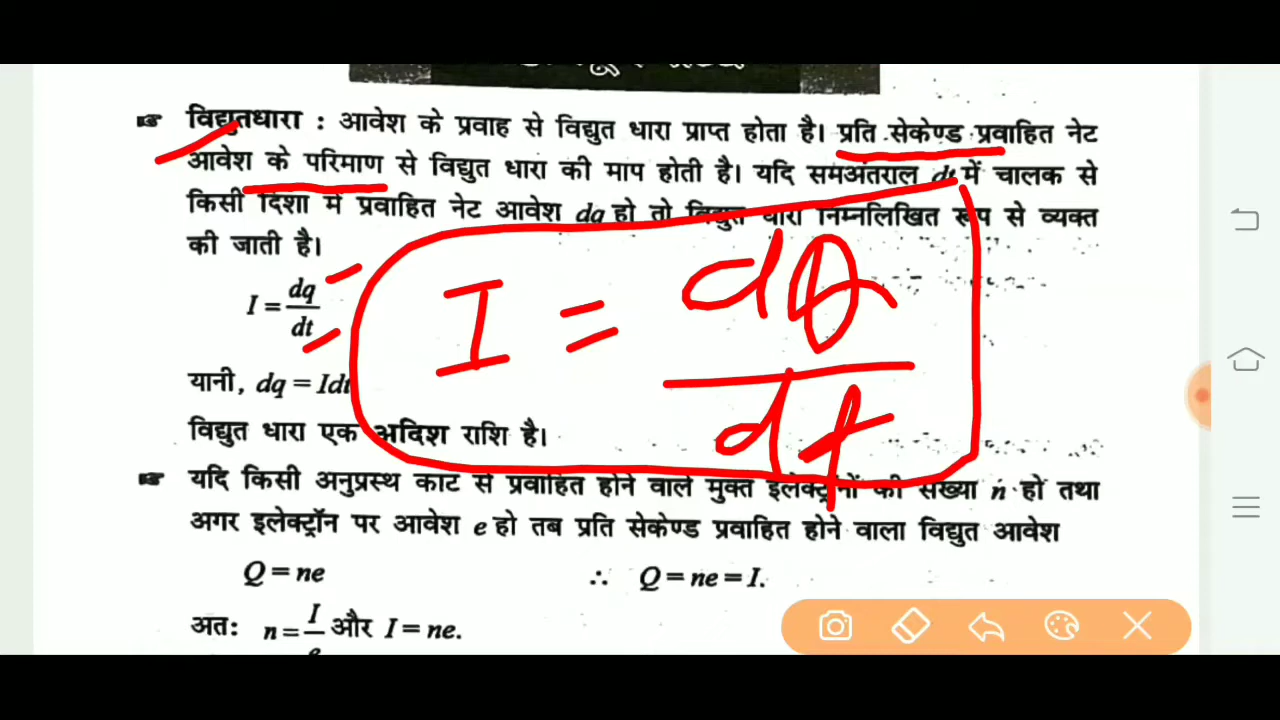 विद्युतधारा : आवेश के प्रवाह से विद्युत धारा प्राप्त होता है। प्रति सेकेण्ड प्रवाहित नेट
आवेश के परिमाण से विद्युत धारा की माप होती है। यदि समअंतराल dt में चालक से
किसी दिशा में प्रवाहित नेट आवेश dq हो तो विद्युत धारा निम्नलिखित रूप से व्यक्त
की जाती है।
I = dq/dt
I = dQ/dt
यानी, dq = Idt
विद्युत धारा एक अदिश राशि है।
यदि किसी अनुप्रस्थ काट से प्रवाहित होने वाले मुक्त इलेक्ट्रॉनों की संख्या n हो तथा
अगर इलेक्ट्रॉन पर आवेश e हो तब प्रति सेकेण्ड प्रवाहित होने वाला विद्युत आवेश
Q = ne ∴ Q = ne = I.
अतः n = I/e और I = ne.